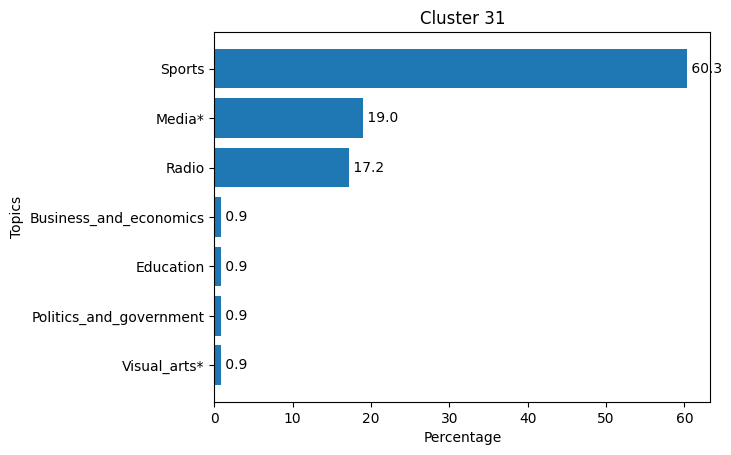 Cluster 31
Topics
Sports 60.3
Media* 19.0
Radio 17.2
Business_and_economics 0.9
Education 0.9
Politics_and_government 0.9
Visual_arts* 0.9
0 10 20 30 40 50 60
Percentage